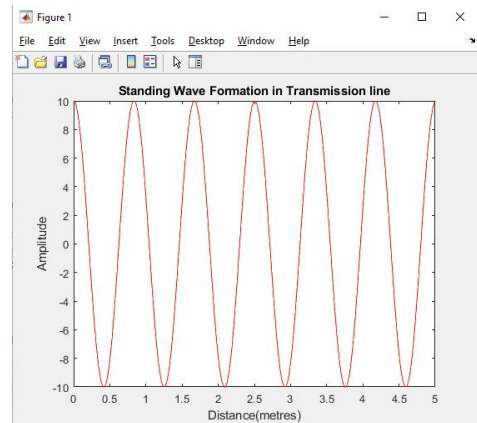 Figure 1
File Edit View Insert Tools Desktop Window Help
Standing Wave Formation in Transmission line
10
8
6
4
2
0
-2
-4
-6
-8
-10
Amplitude
0 0.5 1 1.5 2 2.5 3 3.5 4 4.5 5
Distance(metres)